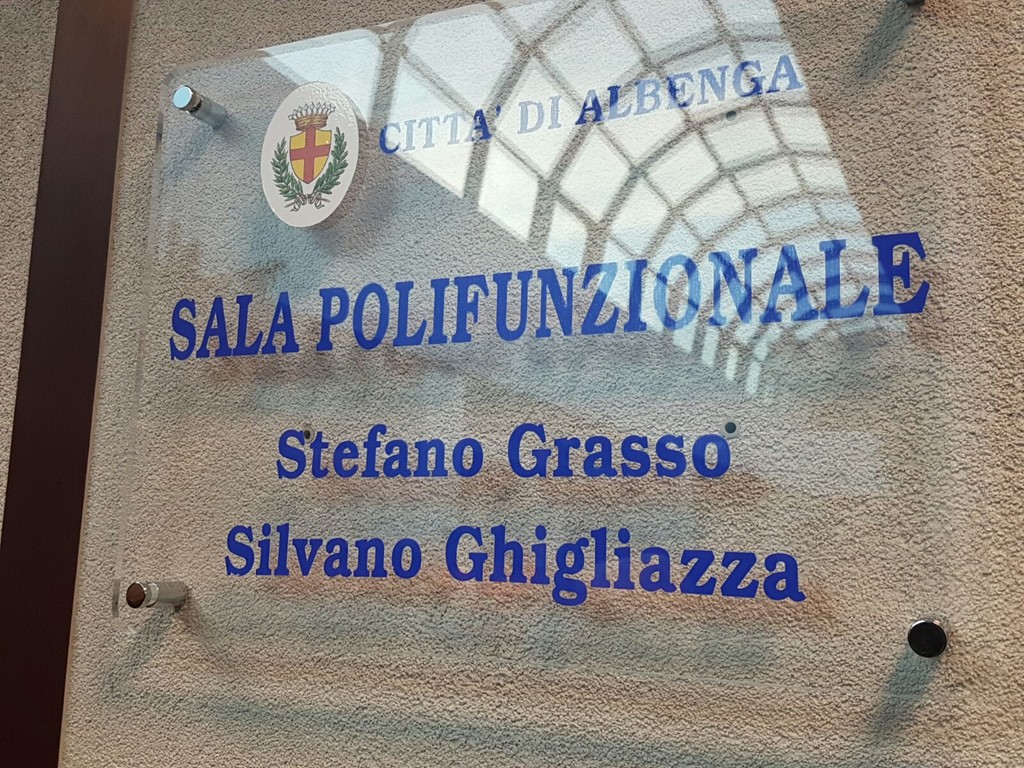 CITTA' DI ALBENGA
SALA POLIFUNZIONALE
Stefano Grasso
Silvano Ghigliazza